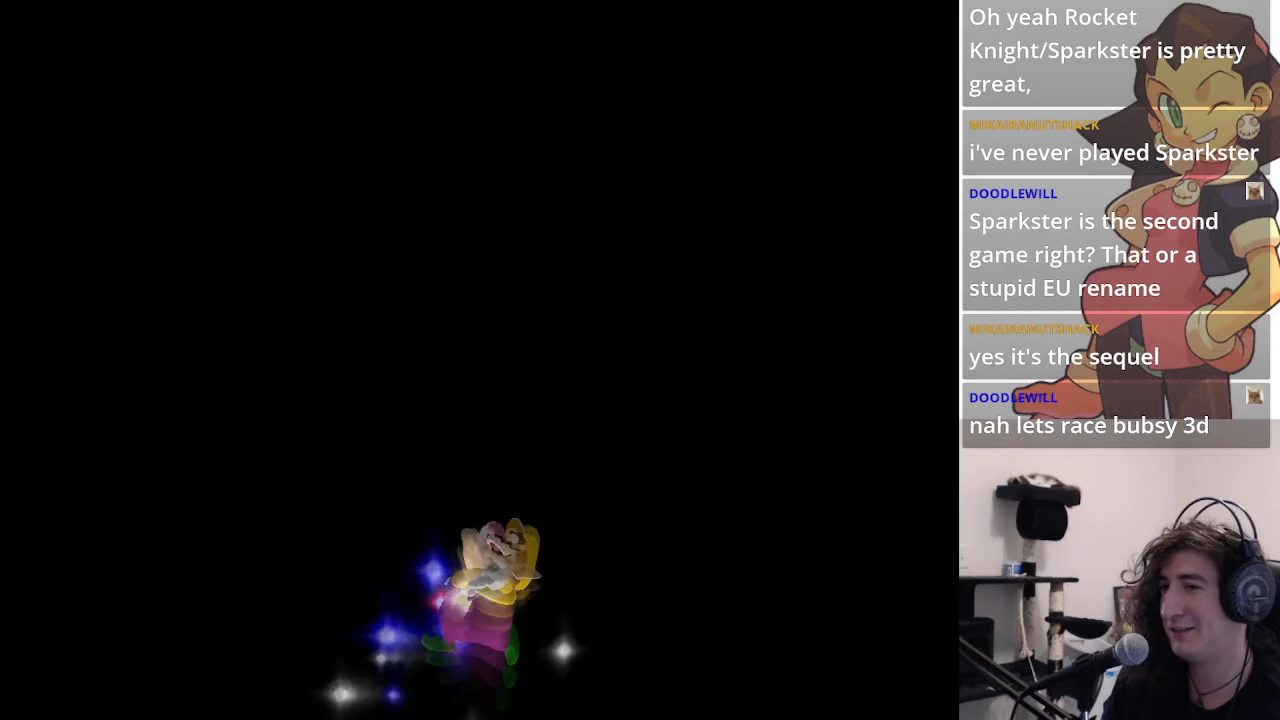 Oh yeah Rocket
Knight/Sparkster is pretty
great,
MIKAIRANUTSHACK
i've never played Sparkster
DOODLEWILL
Sparkster is the second
game right? That or a
stupid EU rename
MIKAIRANUTSHACK
yes it's the sequel
DOODLEWILL
nah lets race bubsy 3d